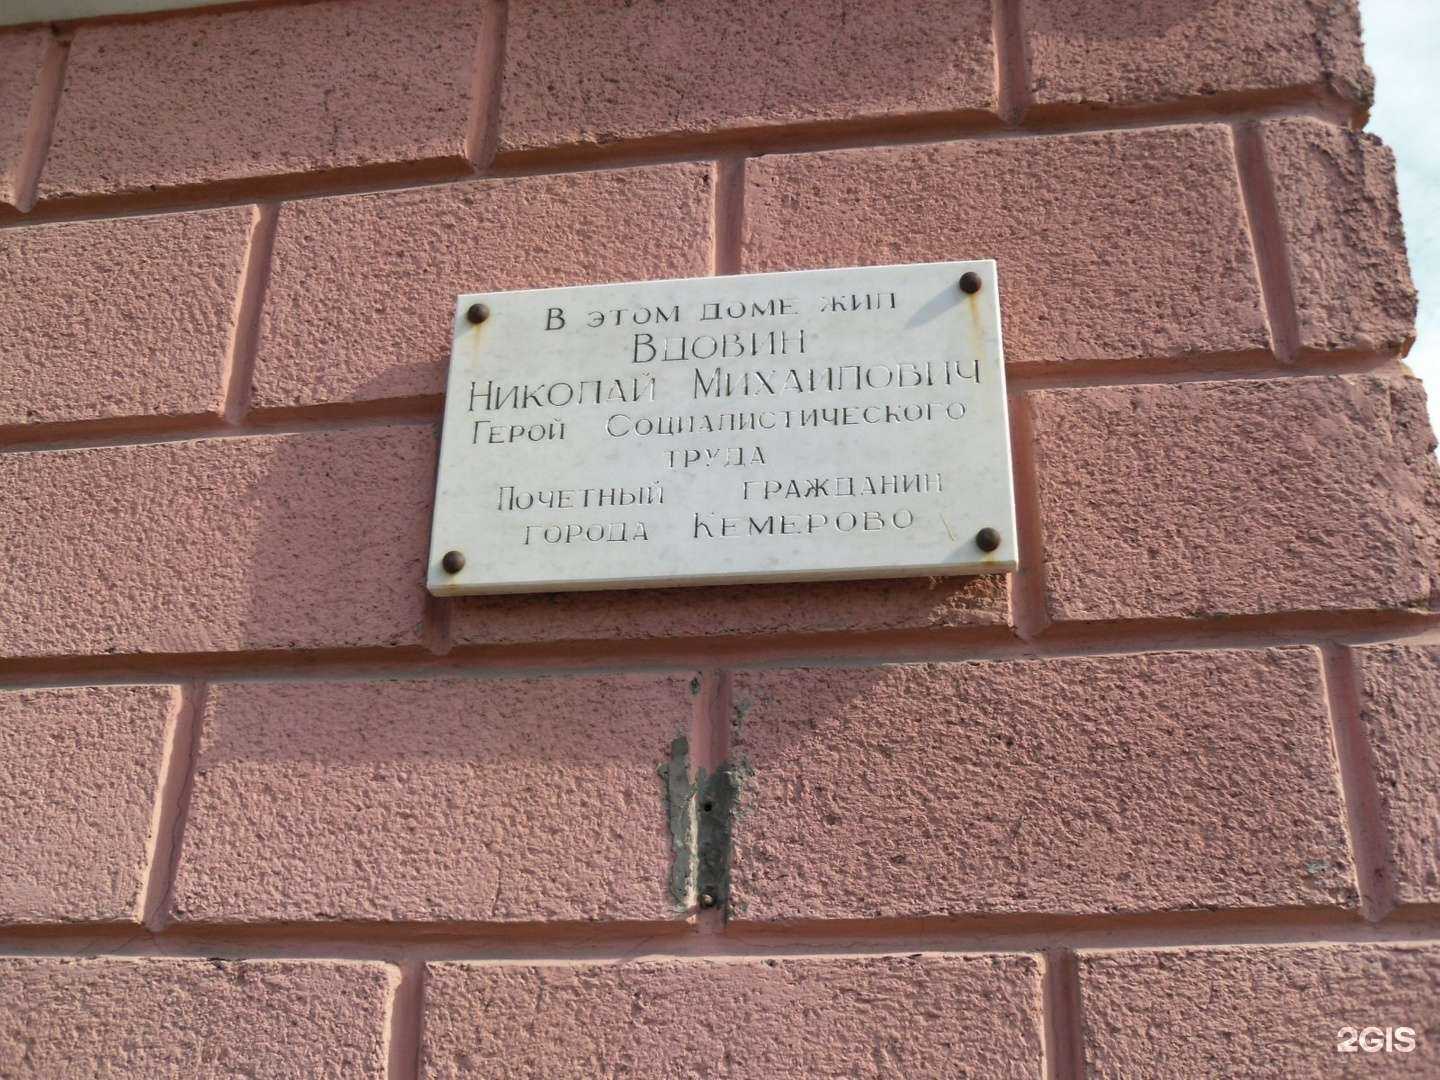 В этом доме жил
Вдовин
Николай Михайлович
Герой Социалистического
труда
Почетный гражданин
города Кемерово
2GIS